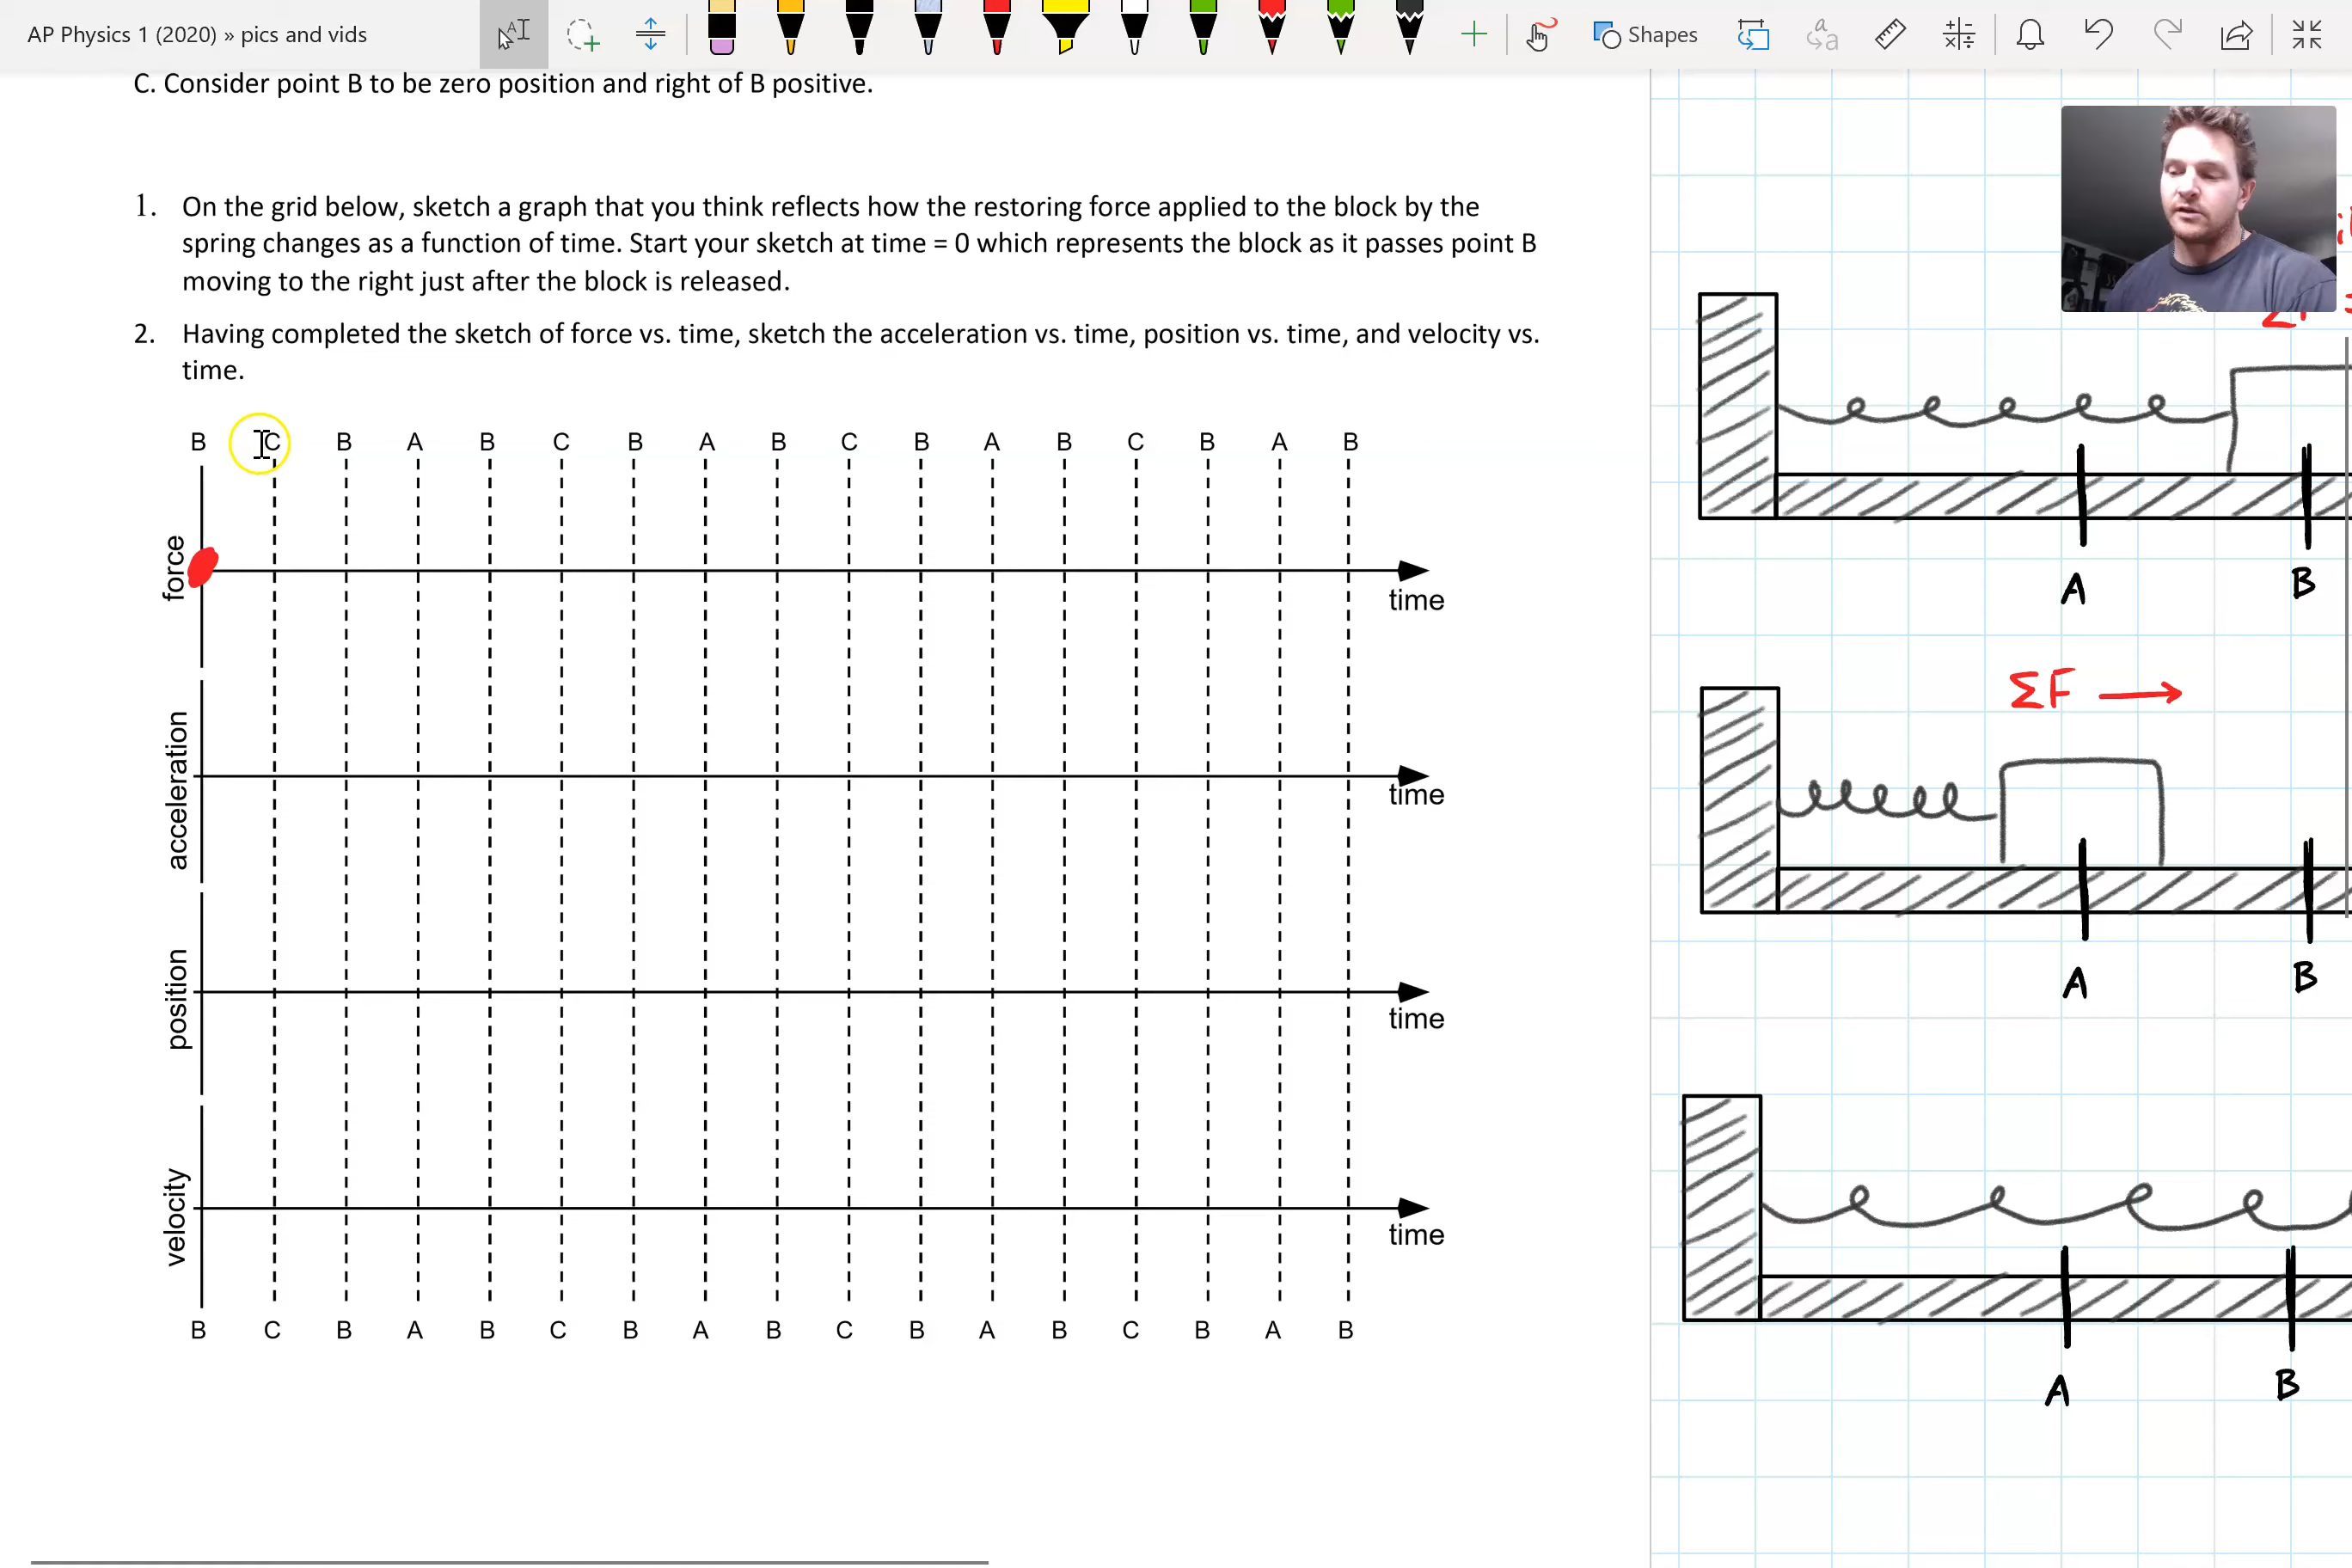 AP Physics 1 (2020) » pics and vids
Shapes
C. Consider point B to be zero position and right of B positive.
1. On the grid below, sketch a graph that you think reflects how the restoring force applied to the block by the
spring changes as a function of time. Start your sketch at time = 0 which represents the block as it passes point B
moving to the right just after the block is released.
2. Having completed the sketch of force vs. time, sketch the acceleration vs. time, position vs. time, and velocity vs.
time.
B C B A B C B A B C B A B C B A B
force
time
acceleration
time
position
time
velocity
time
B C B A B C B A B C B A B C B A B
A B
ΣF →
A B
A B